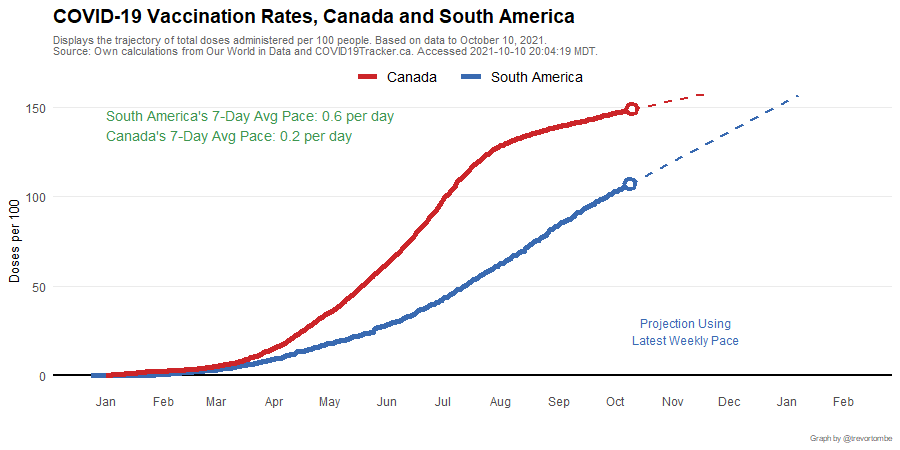 COVID-19 Vaccination Rates, Canada and South America
Displays the trajectory of total doses administered per 100 people. Based on data to October 10, 2021.
Source: Own calculations from Our World in Data and COVID19Tracker.ca. Accessed 2021-10-10 20:04:19 MDT.
Canada South America
South America's 7-Day Avg Pace: 0.6 per day
Canada's 7-Day Avg Pace: 0.2 per day
150
100
50
0
Doses per 100
Projection Using
Latest Weekly Pace
Jan Feb Mar Apr May Jun Jul Aug Sep Oct Nov Dec Jan Feb
Graph by @trevortombe